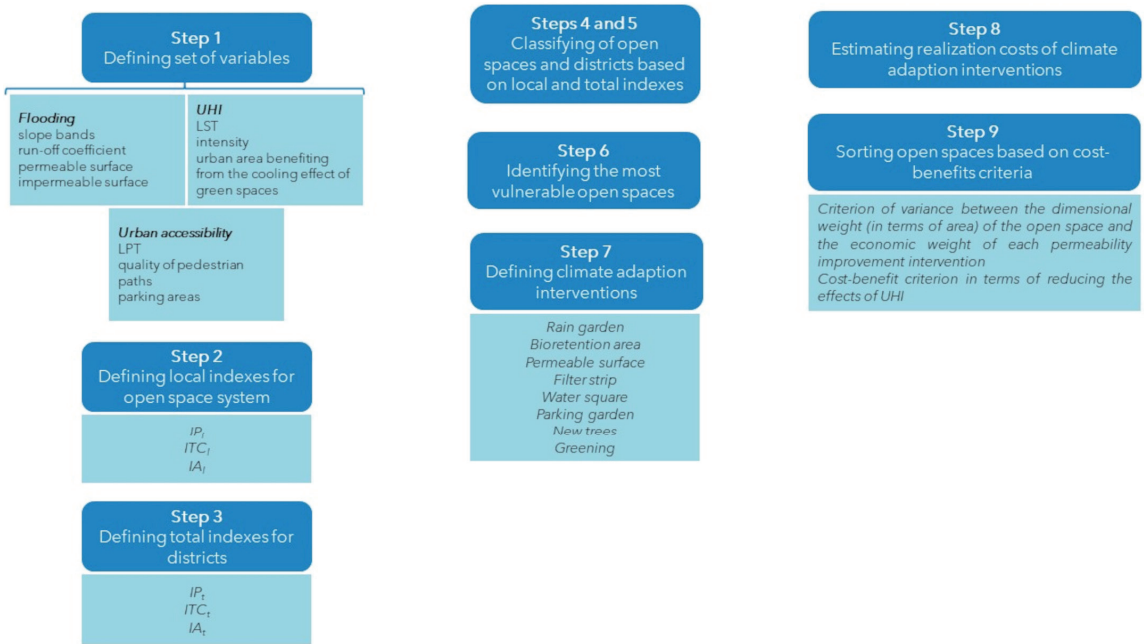 Step 1
Defining set of variables
Flooding
slope bands
run-off coefficient
permeable surface
impermeable surface
UHI
LST
intensity
urban area benefiting
from the cooling effect of
green spaces
Urban accessibility
LPT
quality of pedestrian
paths
parking areas
Step 2
Defining local indexes for
open space system
IPₗ
ITCₗ
IAₗ
Step 3
Defining total indexes for
districts
IPₜ
ITCₜ
IAₜ
Steps 4 and 5
Classifying of open
spaces and districts based
on local and total indexes
Step 6
Identifying the most
vulnerable open spaces
Step 7
Defining climate adaption
interventions
Rain garden
Bioretention area
Permeable surface
Filter strip
Water square
Parking garden
New trees
Greening
Step 8
Estimating realization costs of climate
adaption interventions
Step 9
Sorting open spaces based on cost-
benefits criteria
Criterion of variance between the dimensional
weight (in terms of area) of the open space and
the economic weight of each permeability
improvement intervention
Cost-benefit criterion in terms of reducing the
effects of UHI